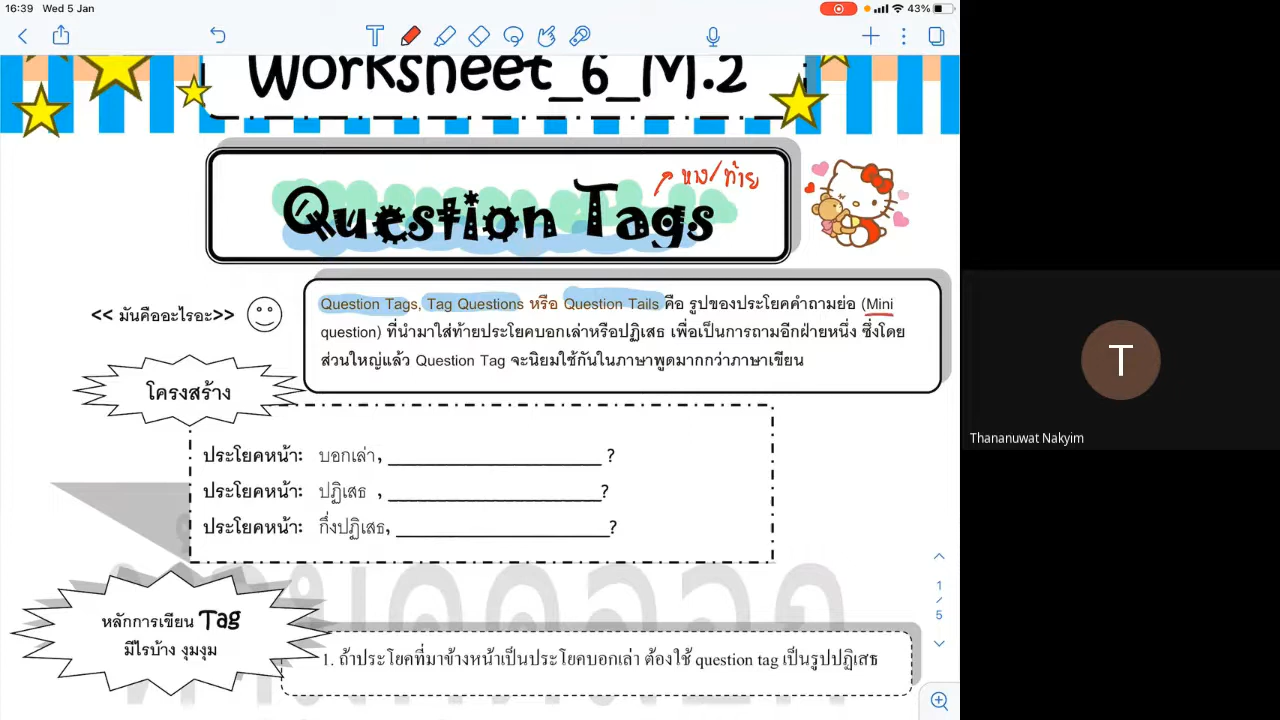 16:39 Wed 5 Jan
43%
Worksheet_6_M.2
หาง/ท้าย
Question Tags
<< มันคืออะไรอะ>>
Question Tags, Tag Questions หรือ Question Tails คือ รูปของประโยคคำถามย่อ (Mini
question) ที่นำมาใส่ท้ายประโยคบอกเล่าหรือปฏิเสธ เพื่อเป็นการถามอีกฝ่ายหนึ่ง ซึ่งโดย
ส่วนใหญ่แล้ว Question Tag จะนิยมใช้กันในภาษาพูดมากกว่าภาษาเขียน
โครงสร้าง
ประโยคหน้า: บอกเล่า, ______________________ ?
ประโยคหน้า: ปฏิเสธ , ______________________?
ประโยคหน้า: กึ่งปฏิเสธ, ______________________?
หลักการเขียน Tag
มีไรบ้าง งุมงุม
1. ถ้าประโยคที่มาข้างหน้าเป็นประโยคบอกเล่า ต้องใช้ question tag เป็นรูปปฏิเสธ
1
/
5
T
Thananuwat Nakyim